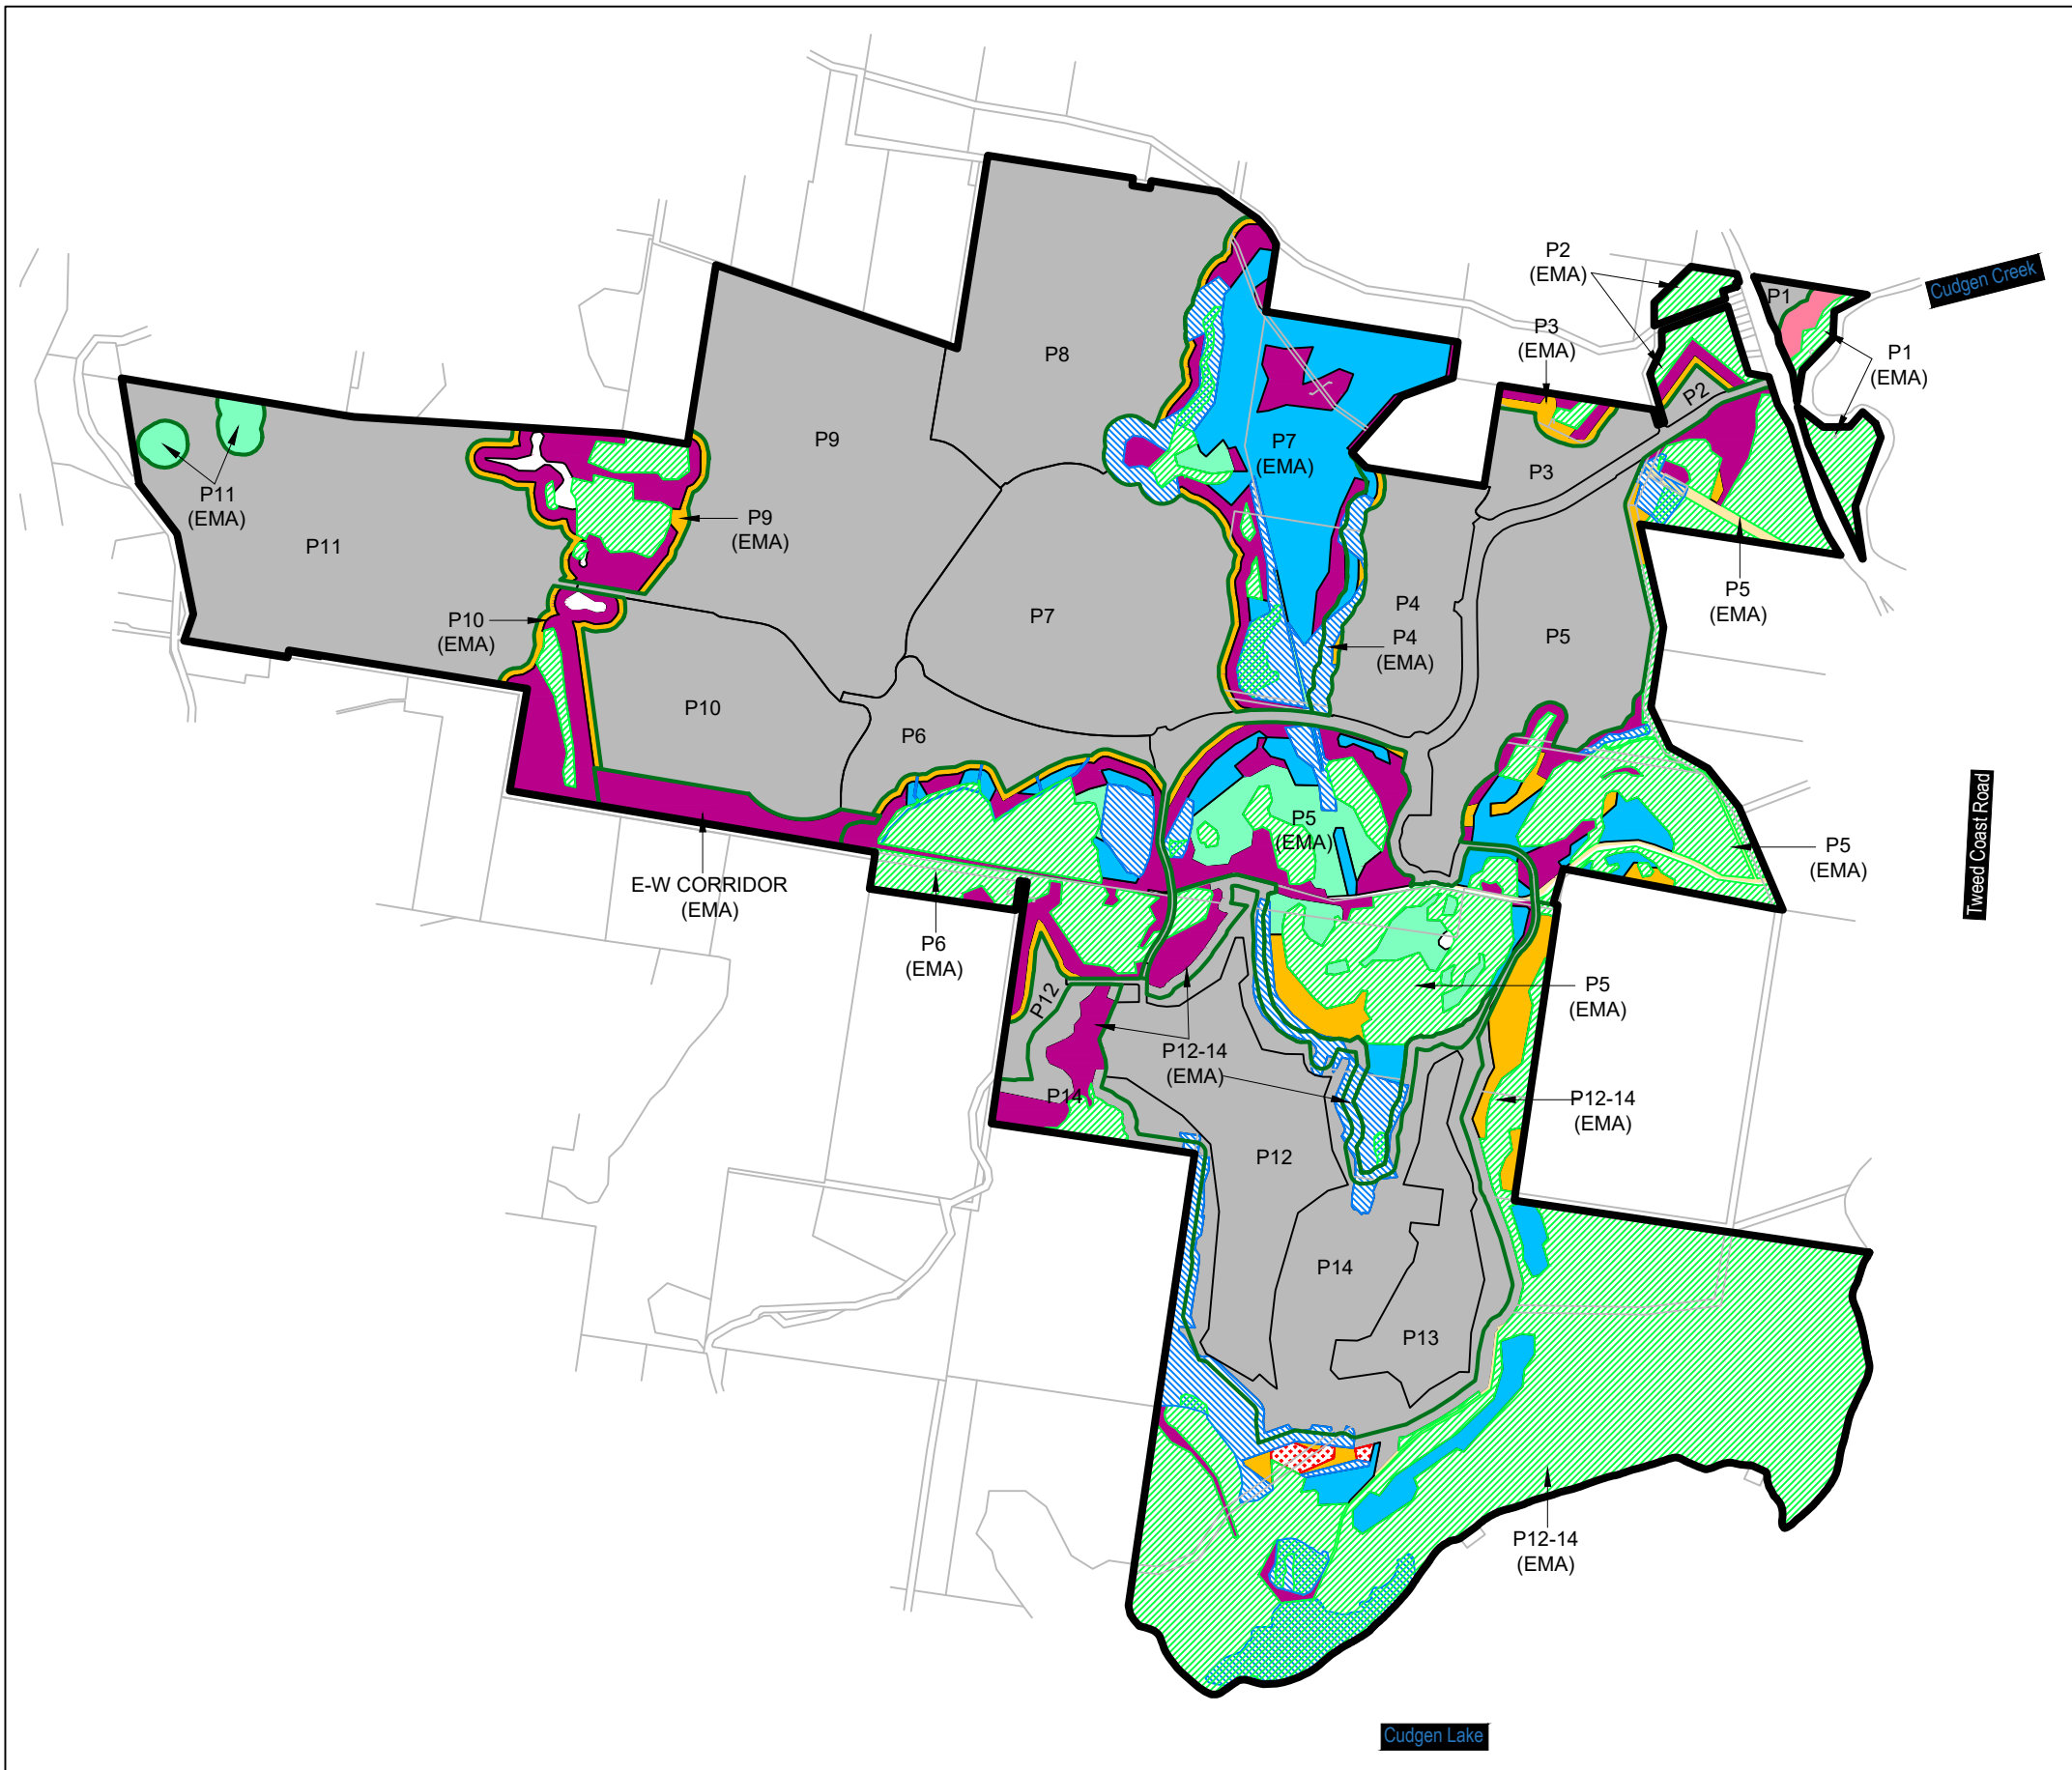 P2
(EMA)
Cudgen Creek
P1
P3
(EMA)
P8
P1
(EMA)
P2
P9
P7
(EMA)
P3
P11
(EMA)
P9
(EMA)
P11
P5
(EMA)
P4
P7
P10
(EMA)
P4
(EMA)
P5
P10
P6
P5
(EMA)
P5
(EMA)
Tweed Coast Road
E-W CORRIDOR
(EMA)
P6
(EMA)
P5
(EMA)
P12
P12-14
(EMA)
P14
P12-14
(EMA)
P12
P14
P13
P12-14
(EMA)
Cudgen Lake